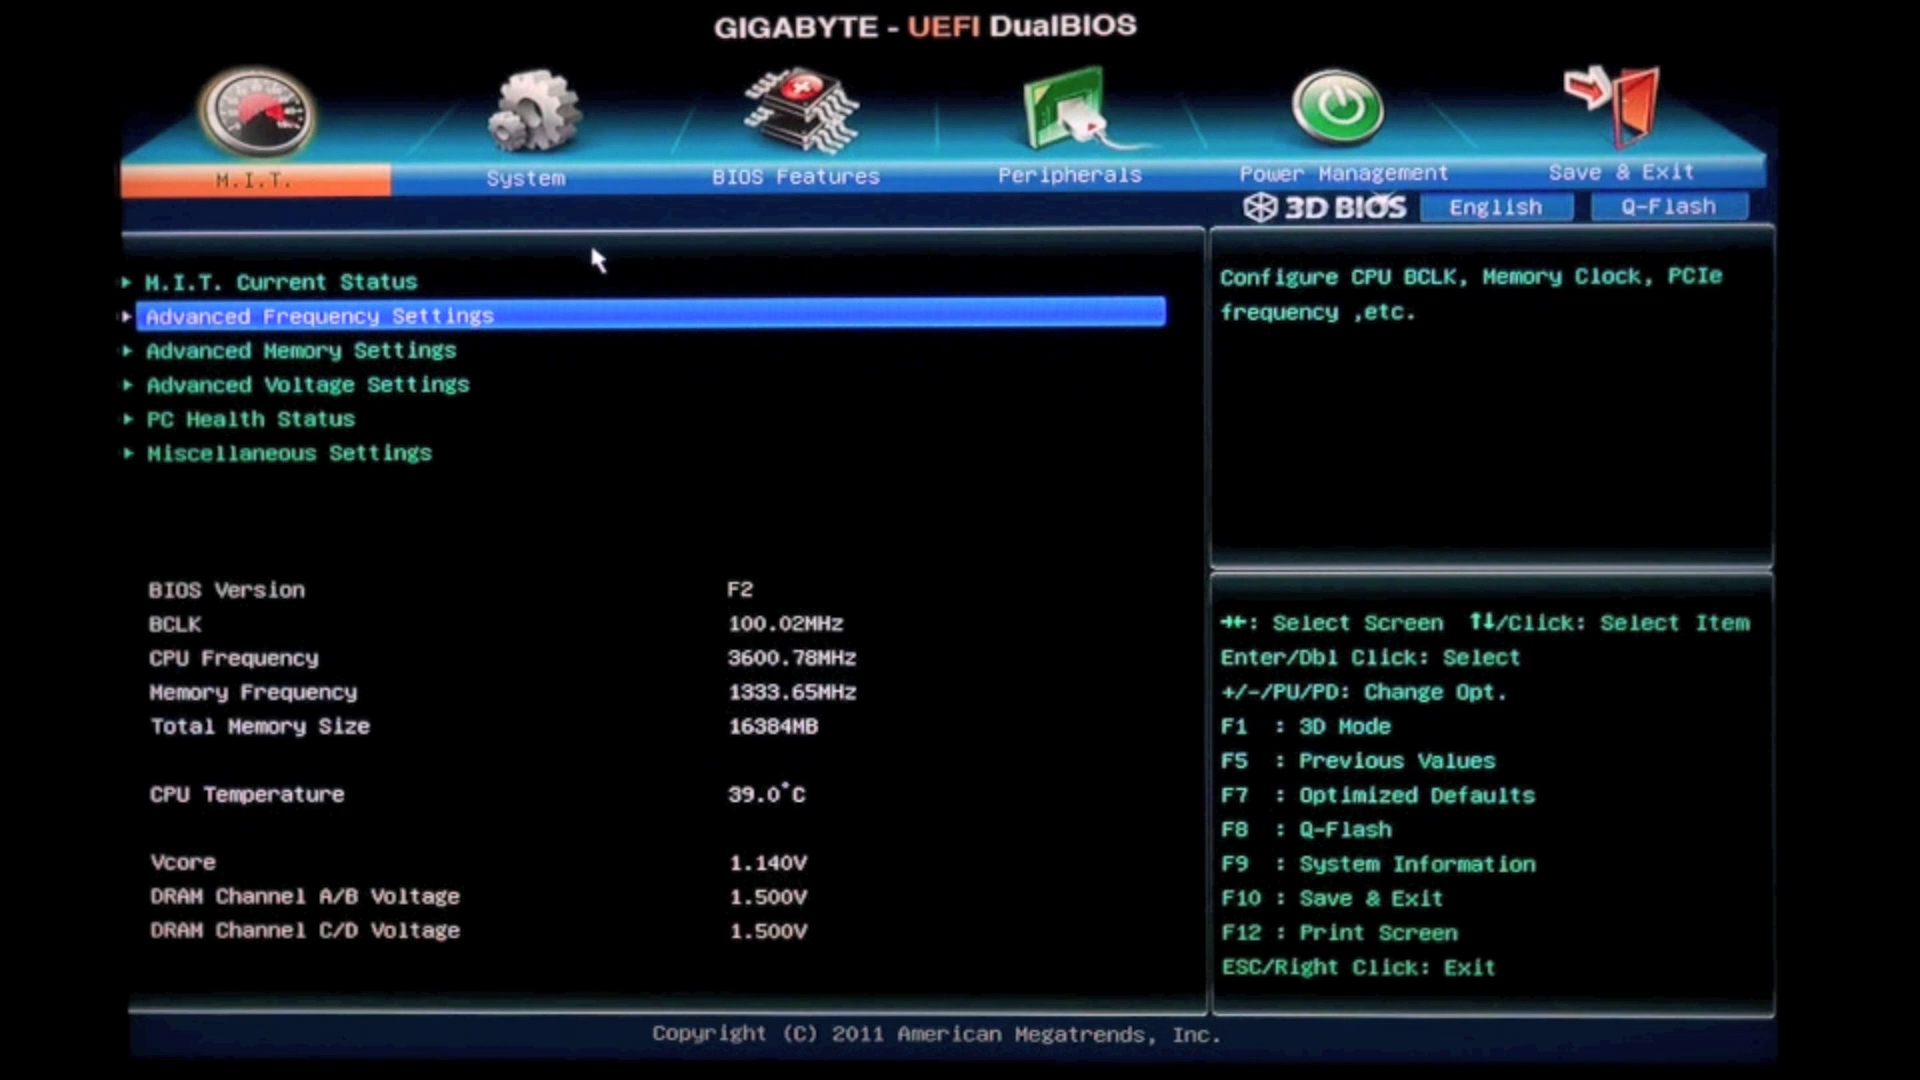 GIGABYTE - UEFI DualBIOS
M.I.T. System BIOS Features Peripherals Power Management Save & Exit
3D BIOS English Q-Flash
M.I.T. Current Status
Advanced Frequency Settings
Advanced Memory Settings
Advanced Voltage Settings
PC Health Status
Miscellaneous Settings
BIOS Version F2
BCLK 100.02MHz
CPU Frequency 3600.78MHz
Memory Frequency 1333.65MHz
Total Memory Size 16384MB
CPU Temperature 39.0°C
Vcore 1.140V
DRAM Channel A/B Voltage 1.500V
DRAM Channel C/D Voltage 1.500V
Configure CPU BCLK, Memory Clock, PCIe
frequency ,etc.
→←: Select Screen ↑↓/Click: Select Item
Enter/Dbl Click: Select
+/-/PU/PD: Change Opt.
F1 : 3D Mode
F5 : Previous Values
F7 : Optimized Defaults
F8 : Q-Flash
F9 : System Information
F10 : Save & Exit
F12 : Print Screen
ESC/Right Click: Exit
Copyright (C) 2011 American Megatrends, Inc.